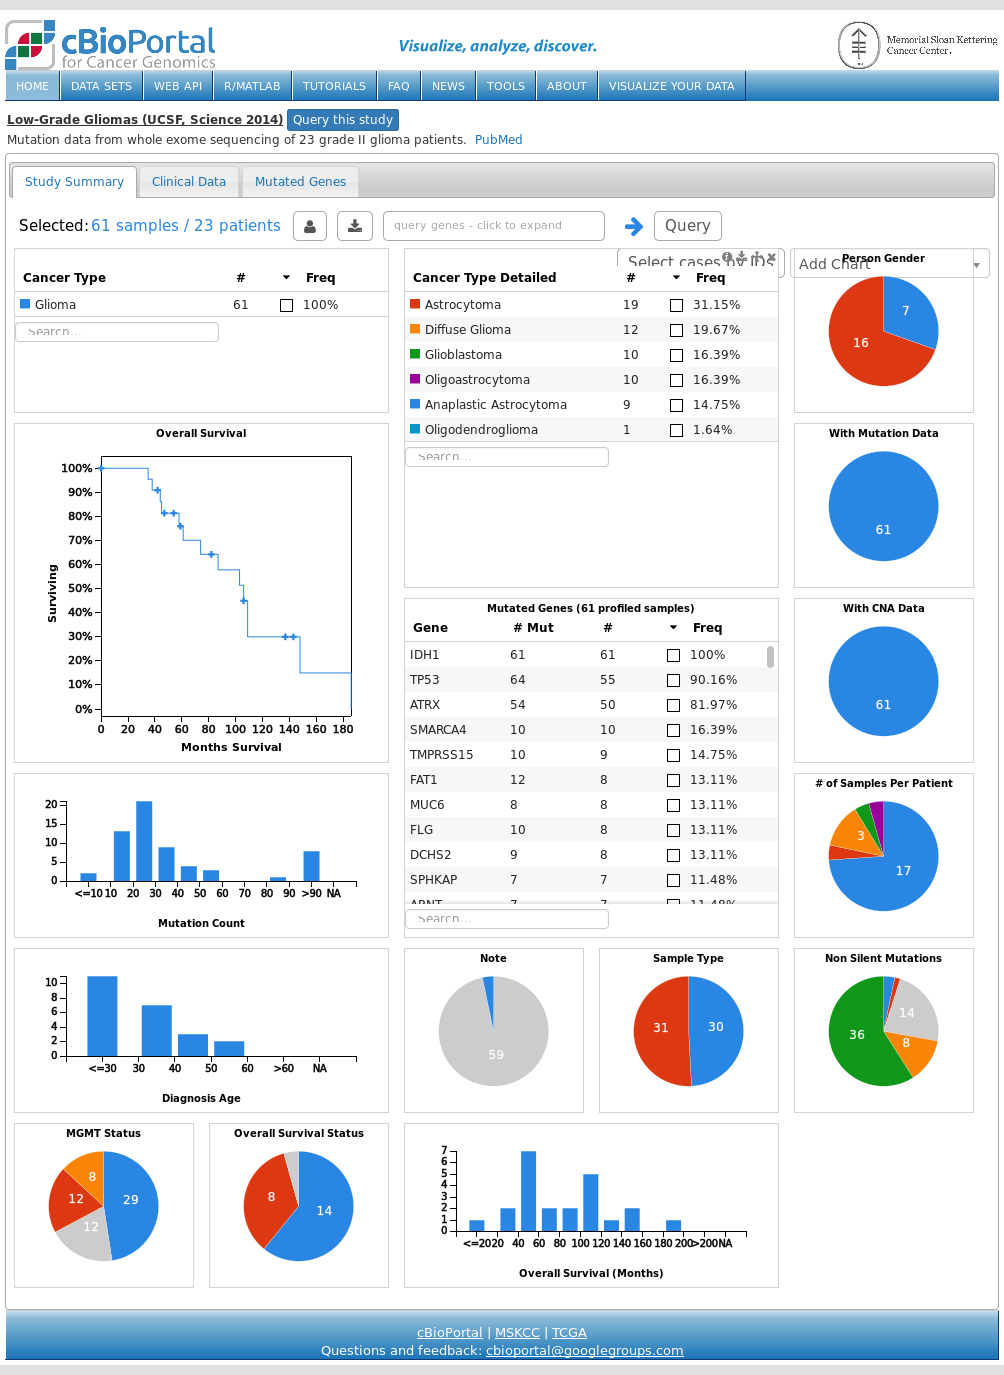 cBioPortal
for Cancer Genomics
Visualize, analyze, discover.
Memorial Sloan Kettering
Cancer Center.
HOME DATA SETS WEB API R/MATLAB TUTORIALS FAQ NEWS TOOLS ABOUT VISUALIZE YOUR DATA
Low-Grade Gliomas (UCSF, Science 2014) Query this study
Mutation data from whole exome sequencing of 23 grade II glioma patients. PubMed
Study Summary Clinical Data Mutated Genes
Selected: 61 samples / 23 patients query genes - click to expand Query
Select cases by IDs Add Chart
Cancer Type # Freq
Glioma 61 100%
Search...
Cancer Type Detailed # Freq
Astrocytoma 19 31.15%
Diffuse Glioma 12 19.67%
Glioblastoma 10 16.39%
Oligoastrocytoma 10 16.39%
Anaplastic Astrocytoma 9 14.75%
Oligodendroglioma 1 1.64%
Search...
Person Gender
7
16
Overall Survival
100%
90%
80%
70%
60%
50%
40%
30%
20%
10%
0%
Surviving
0 20 40 60 80 100 120 140 160 180
Months Survival
With Mutation Data
61
Mutated Genes (61 profiled samples)
Gene # Mut # Freq
IDH1 61 61 100%
TP53 64 55 90.16%
ATRX 54 50 81.97%
SMARCA4 10 10 16.39%
TMPRSS15 10 9 14.75%
FAT1 12 8 13.11%
MUC6 8 8 13.11%
FLG 10 8 13.11%
DCHS2 9 8 13.11%
SPHKAP 7 7 11.48%
ARNT 7 7 11.48%
Search...
With CNA Data
61
20
15
10
5
0
<=10 10 20 30 40 50 60 70 80 90 >90 NA
Mutation Count
# of Samples Per Patient
3
17
10
8
6
4
2
0
<=30 30 40 50 60 >60 NA
Diagnosis Age
Note
59
Sample Type
31 30
Non Silent Mutations
14
36
8
MGMT Status
8
12 29
12
Overall Survival Status
8
14
7
6
5
4
3
2
1
0
<=20 20 40 60 80 100 120 140 160 180 200 >200 NA
Overall Survival (Months)
cBioPortal | MSKCC | TCGA
Questions and feedback: cbioportal@googlegroups.com